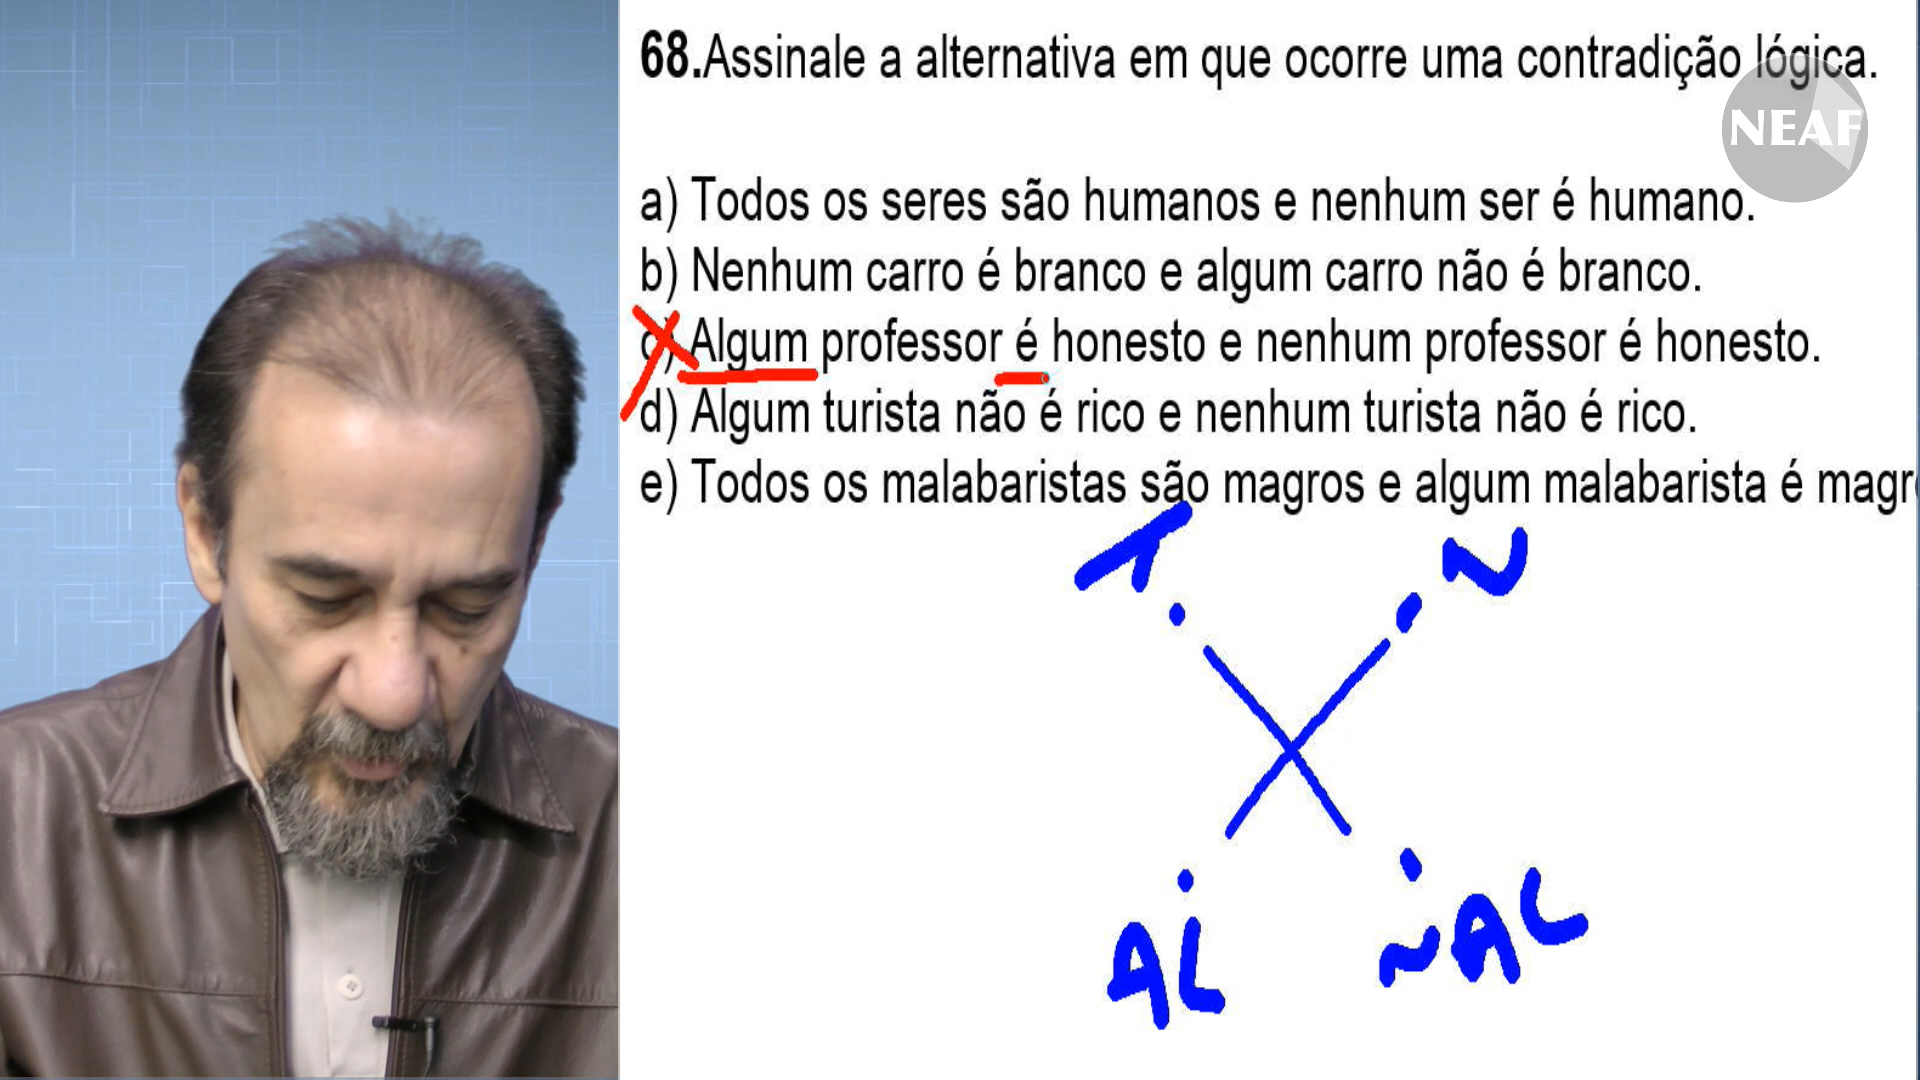 68.Assinale a alternativa em que ocorre uma contradição lógica.
NEAF
a) Todos os seres são humanos e nenhum ser é humano.
b) Nenhum carro é branco e algum carro não é branco.
c) Algum professor é honesto e nenhum professor é honesto.
d) Algum turista não é rico e nenhum turista não é rico.
e) Todos os malabaristas são magros e algum malabarista é magr
T N
AL ~AL